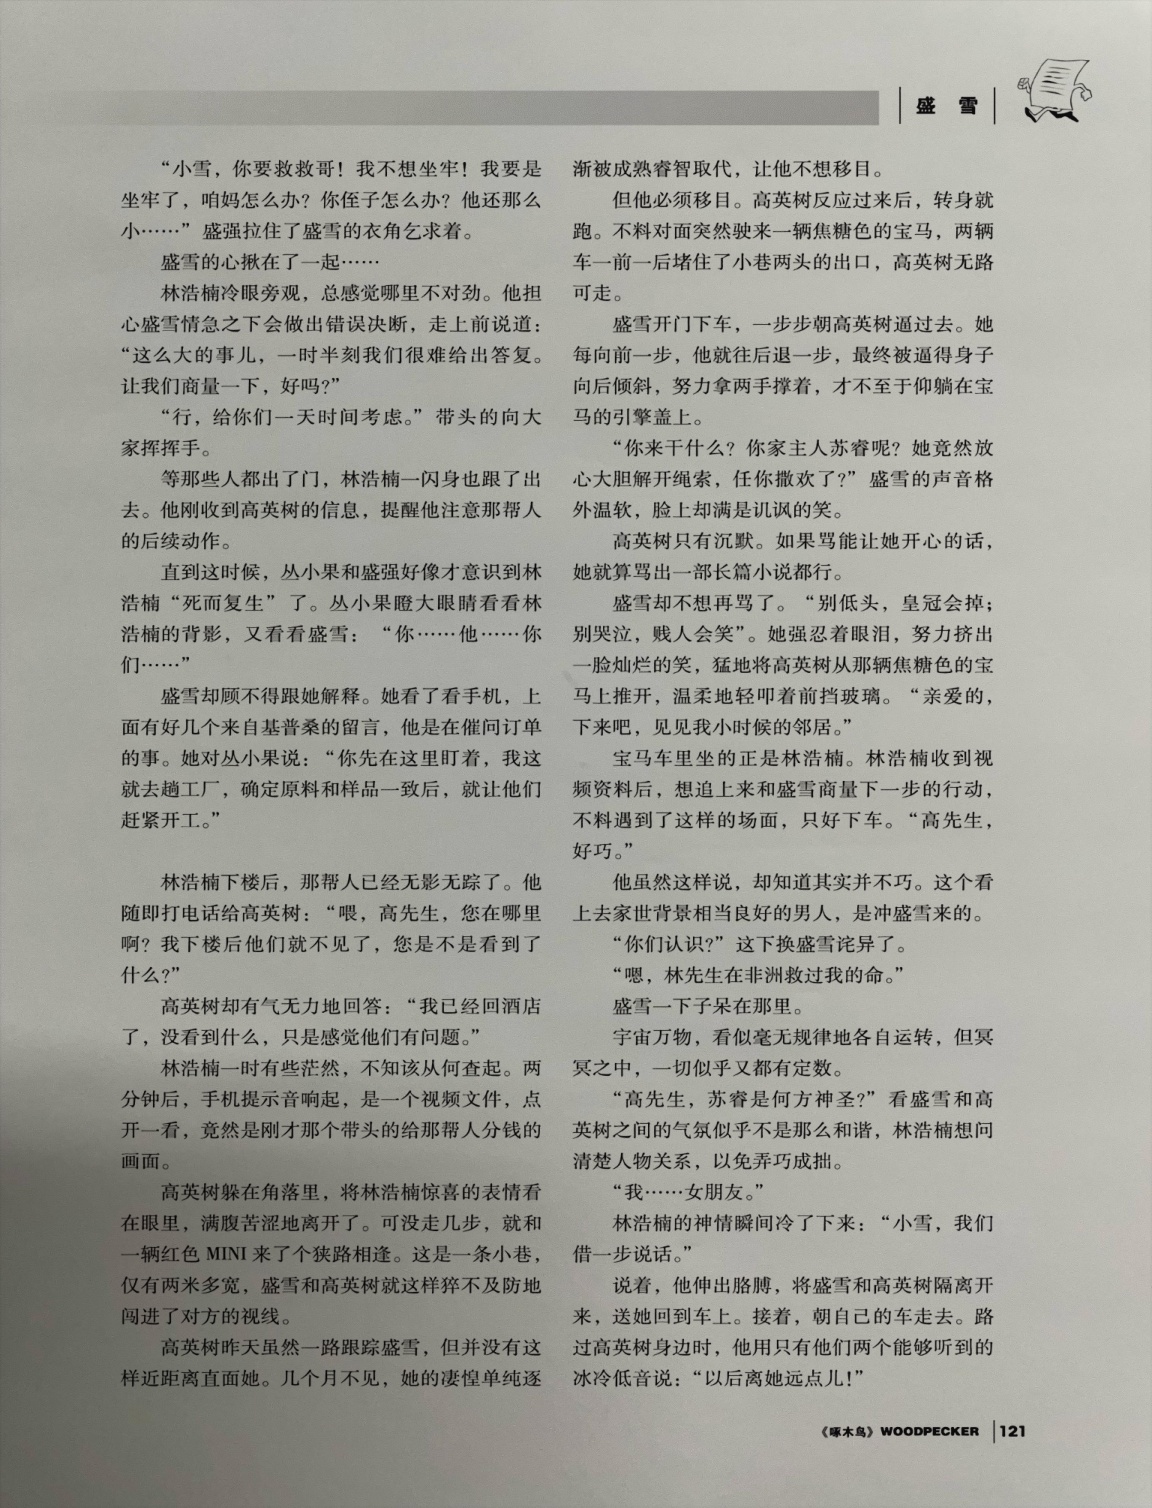 盛 雪
“小雪，你要救救哥！我不想坐牢！我要是
坐牢了，咱妈怎么办？你侄子怎么办？他还那么
小……”盛强拉住了盛雪的衣角乞求着。
盛雪的心揪在了一起……
林浩楠冷眼旁观，总感觉哪里不对劲。他担
心盛雪情急之下会做出错误决断，走上前说道：
“这么大的事儿，一时半刻我们很难给出答复。
让我们商量一下，好吗？”
“行，给你们一天时间考虑。”带头的向大
家挥挥手。
等那些人都出了门，林浩楠一闪身也跟了出
去。他刚收到高英树的信息，提醒他注意那帮人
的后续动作。
直到这时候，丛小果和盛强好像才意识到林
浩楠“死而复生”了。丛小果瞪大眼睛看看林
浩楠的背影，又看看盛雪：“你……他……你
们……”
盛雪却顾不得跟她解释。她看了看手机，上
面有好几个来自基普桑的留言，他是在催问订单
的事。她对丛小果说：“你先在这里盯着，我这
就去趟工厂，确定原料和样品一致后，就让他们
赶紧开工。”
林浩楠下楼后，那帮人已经无影无踪了。他
随即打电话给高英树：“喂，高先生，您在哪里
啊？我下楼后他们就不见了，您是不是看到了
什么？”
高英树却有气无力地回答：“我已经回酒店
了，没看到什么，只是感觉他们有问题。”
林浩楠一时有些茫然，不知该从何查起。两
分钟后，手机提示音响起，是一个视频文件，点
开一看，竟然是刚才那个带头的给那帮人分钱的
画面。
高英树躲在角落里，将林浩楠惊喜的表情看
在眼里，满腹苦涩地离开了。可没走几步，就和
一辆红色 MINI 来了个狭路相逢。这是一条小巷，
仅有两米多宽，盛雪和高英树就这样猝不及防地
闯进了对方的视线。
高英树昨天虽然一路跟踪盛雪，但并没有这
样近距离直面她。几个月不见，她的凄惶单纯逐
渐被成熟睿智取代，让他不想移目。
但他必须移目。高英树反应过来后，转身就
跑。不料对面突然驶来一辆焦糖色的宝马，两辆
车一前一后堵住了小巷两头的出口，高英树无路
可走。
盛雪开门下车，一步步朝高英树逼过去。她
每向前一步，他就往后退一步，最终被逼得身子
向后倾斜，努力拿两手撑着，才不至于仰躺在宝
马的引擎盖上。
“你来干什么？你家主人苏睿呢？她竟然放
心大胆解开绳索，任你撒欢了？”盛雪的声音格
外温软，脸上却满是讥讽的笑。
高英树只有沉默。如果骂能让她开心的话，
她就算骂出一部长篇小说都行。
盛雪却不想再骂了。“别低头，皇冠会掉；
别哭泣，贱人会笑”。她强忍着眼泪，努力挤出
一脸灿烂的笑，猛地将高英树从那辆焦糖色的宝
马上推开，温柔地轻叩着前挡玻璃。“亲爱的，
下来吧，见见我小时候的邻居。”
宝马车里坐的正是林浩楠。林浩楠收到视
频资料后，想追上来和盛雪商量下一步的行动，
不料遇到了这样的场面，只好下车。“高先生，
好巧。”
他虽然这样说，却知道其实并不巧。这个看
上去家世背景相当良好的男人，是冲盛雪来的。
“你们认识？”这下换盛雪诧异了。
“嗯，林先生在非洲救过我的命。”
盛雪一下子呆在那里。
宇宙万物，看似毫无规律地各自运转，但冥
冥之中，一切似乎又都有定数。
“高先生，苏睿是何方神圣？”看盛雪和高
英树之间的气氛似乎不是那么和谐，林浩楠想问
清楚人物关系，以免弄巧成拙。
“我……女朋友。”
林浩楠的神情瞬间冷了下来：“小雪，我们
借一步说话。”
说着，他伸出胳膊，将盛雪和高英树隔离开
来，送她回到车上。接着，朝自己的车走去。路
过高英树身边时，他用只有他们两个能够听到的
冰冷低音说：“以后离她远点儿！”
《啄木鸟》WOODPECKER 121